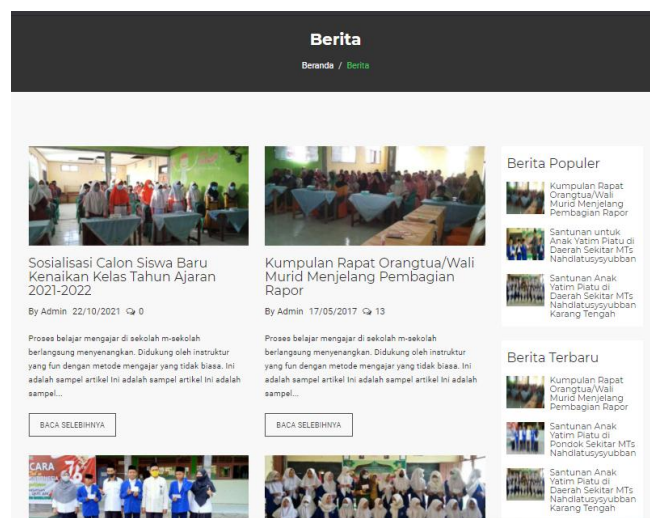 Berita
Beranda / Berita
Sosialisasi Calon Siswa Baru
Kenaikan Kelas Tahun Ajaran
2021-2022
By Admin 22/10/2021 0
Proses belajar mengajar di sekolah m-sekolah
berlangsung menyenangkan. Didukung oleh instruktur
yang fun dengan metode mengajar yang tidak biasa. Ini
adalah sampel artikel Ini adalah sampel artikel Ini adalah
sampel...
BACA SELEBIHNYA
Kumpulan Rapat Orangtua/Wali
Murid Menjelang Pembagian
Rapor
By Admin 17/05/2017 13
Proses belajar mengajar di sekolah m-sekolah
berlangsung menyenangkan. Didukung oleh instruktur
yang fun dengan metode mengajar yang tidak biasa. Ini
adalah sampel artikel Ini adalah sampel artikel Ini adalah
sampel...
BACA SELEBIHNYA
CARA
Berita Populer
Kumpulan Rapat
Orangtua/Wali
Murid Menjelang
Pembagian Rapor
Santunan untuk
Anak Yatim Piatu di
Daerah Sekitar MTs
Nahdlatusysyubban
Santunan Anak
Yatim Piatu di
Daerah Sekitar MTs
Nahdlatusysyubban
Karang Tengah
Berita Terbaru
Kumpulan Rapat
Orangtua/Wali
Murid Menjelang
Pembagian Rapor
Santunan Anak
Yatim Piatu di
Pondok Sekitar MTs
Nahdlatusysyubban
Santunan Anak
Yatim Piatu di
Daerah Sekitar MTs
Nahdlatusysyubban
Karang Tengah